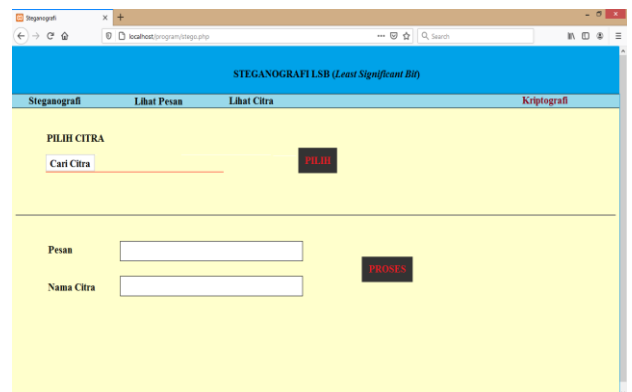 Steganografi
localhost/program/stego.php
Search
STEGANOGRAFI LSB (Least Significant Bit)
Steganografi Lihat Pesan Lihat Citra Kriptografi
PILIH CITRA
Cari Citra PILIH
Pesan
PROSES
Nama Citra